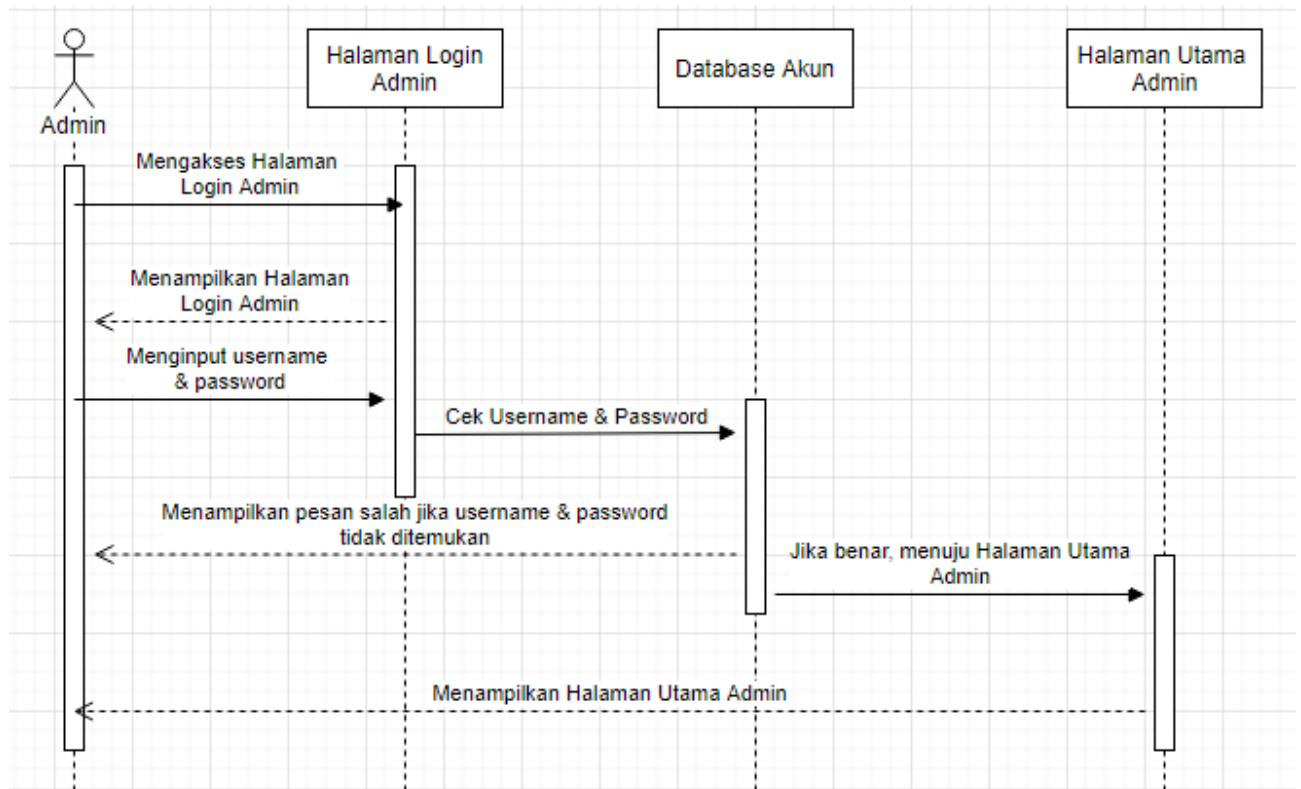 Halaman Login
Admin
Database Akun
Halaman Utama
Admin
Admin
Mengakses Halaman
Login Admin
Menampilkan Halaman
Login Admin
Menginput username
& password
Cek Username & Password
Menampilkan pesan salah jika username & password
tidak ditemukan
Jika benar, menuju Halaman Utama
Admin
Menampilkan Halaman Utama Admin